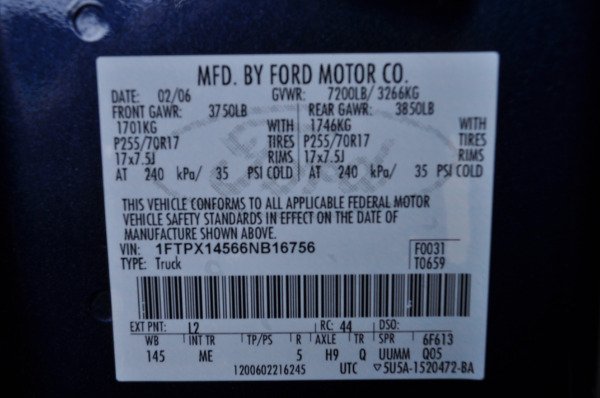 MFD. BY FORD MOTOR CO.
DATE: 02/06 GVWR: 7200LB/ 3266KG
FRONT GAWR: 3750LB REAR GAWR: 3850LB
1701KG WITH 1746KG WITH
P255/70R17 TIRES P255/70R17 TIRES
17x7.5J RIMS 17x7.5J RIMS
AT 240 kPa/ 35 PSI COLD AT 240 kPa/ 35 PSI COLD
THIS VEHICLE CONFORMS TO ALL APPLICABLE FEDERAL MOTOR
VEHICLE SAFETY STANDARDS IN EFFECT ON THE DATE OF
MANUFACTURE SHOWN ABOVE.
VIN: 1FTPX14566NB16756 F0031
TYPE: Truck T0659
EXT PNT: L2 RC: 44 DSO:
WB INT TR TP/PS R AXLE TR SPR 6F613
145 ME 5 H9 Q UUMM Q05
1200602216245 UTC 5U5A-1520472-BA